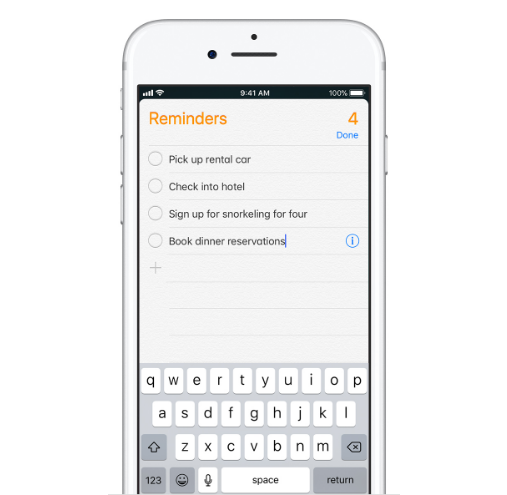 9:41 AM 100%
Reminders 4
Done
Pick up rental car
Check into hotel
Sign up for snorkeling for four
Book dinner reservations
q w e r t y u i o p
a s d f g h j k l
z x c v b n m
123 space return